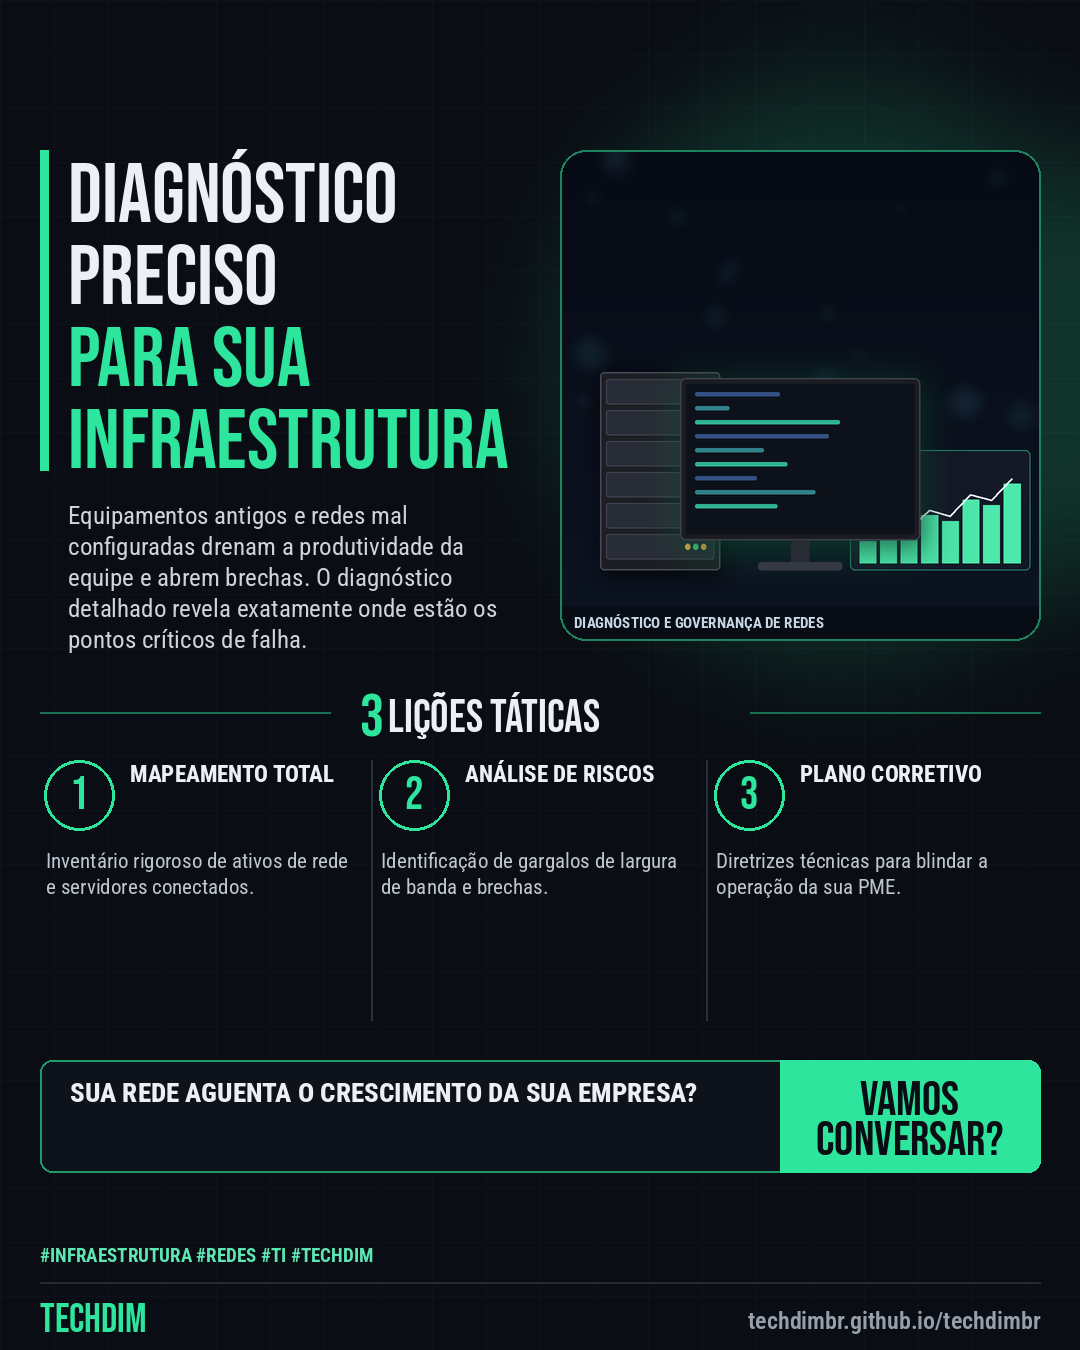 DIAGNÓSTICO
PRECISO
PARA SUA
INFRAESTRUTURA
Equipamentos antigos e redes mal
configuradas drenam a produtividade da
equipe e abrem brechas. O diagnóstico
detalhado revela exatamente onde estão os
pontos críticos de falha.
DIAGNÓSTICO E GOVERNANÇA DE REDES
3 LIÇÕES TÁTICAS
1 MAPEAMENTO TOTAL
Inventário rigoroso de ativos de rede
e servidores conectados.
2 ANÁLISE DE RISCOS
Identificação de gargalos de largura
de banda e brechas.
3 PLANO CORRETIVO
Diretrizes técnicas para blindar a
operação da sua PME.
SUA REDE AGUENTA O CRESCIMENTO DA SUA EMPRESA?
VAMOS
CONVERSAR?
#INFRAESTRUTURA #REDES #TI #TECHDIM
TECHDIM
techdimbr.github.io/techdimbr